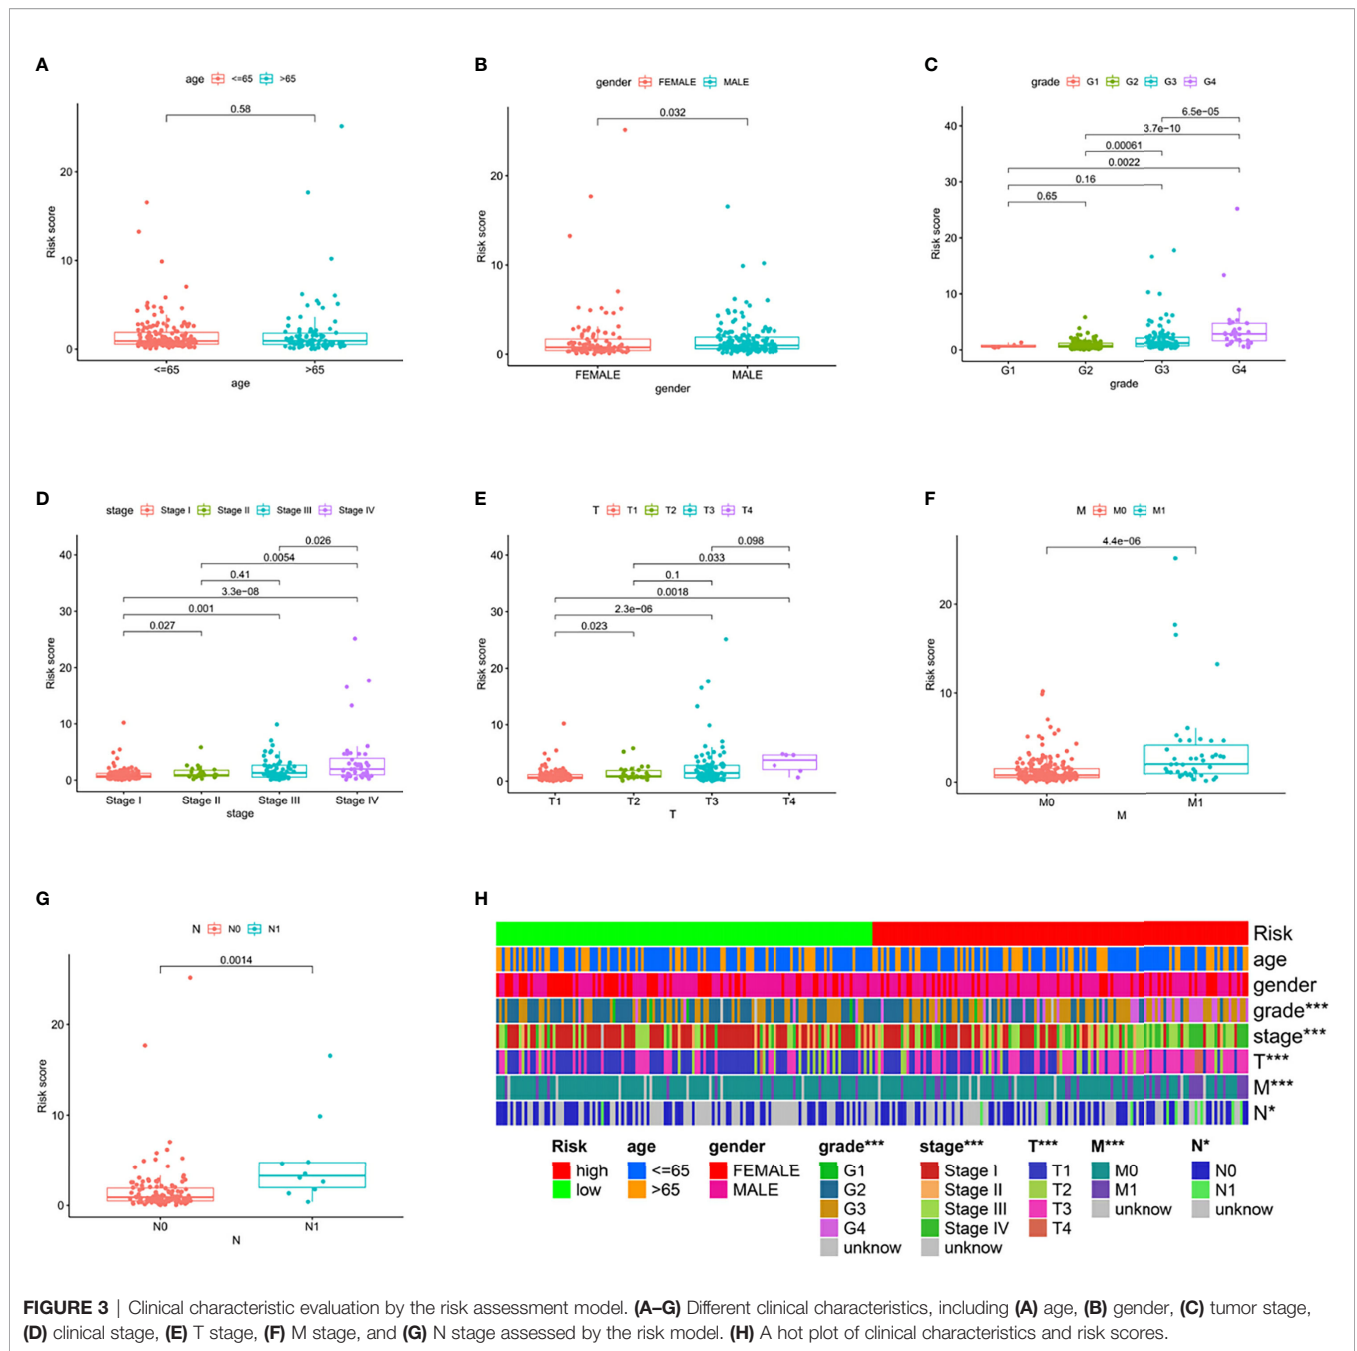 A
age <=65 >65
0.58
20
10
0
Risk score
<=65 >65
age
B
gender FEMALE MALE
0.032
20
10
0
Risk score
FEMALE MALE
gender
C
grade G1 G2 G3 G4
6.5e-05
3.7e-10
0.00061
0.0022
0.16
0.65
40
30
20
10
0
Risk score
G1 G2 G3 G4
grade
D
stage Stage I Stage II Stage III Stage IV
0.026
0.0054
0.41
3.3e-08
0.001
0.027
40
30
20
10
0
Risk score
Stage I Stage II Stage III Stage IV
stage
E
T T1 T2 T3 T4
0.098
0.033
0.1
0.0018
2.3e-06
0.023
40
30
20
10
0
Risk score
T1 T2 T3 T4
T
F
M M0 M1
4.4e-06
20
10
0
Risk score
M0 M1
M
G
N N0 N1
0.0014
20
10
0
Risk score
N0 N1
N
H
Risk
age
gender
grade***
stage***
T***
M***
N*
Risk age gender grade*** stage*** T*** M*** N*
high <=65 FEMALE G1 Stage I T1 M0 N0
low >65 MALE G2 Stage II T2 M1 N1
G3 Stage III T3 unknow unknow
G4 Stage IV T4
unknow unknow
FIGURE 3 | Clinical characteristic evaluation by the risk assessment model. (A–G) Different clinical characteristics, including (A) age, (B) gender, (C) tumor stage,
(D) clinical stage, (E) T stage, (F) M stage, and (G) N stage assessed by the risk model. (H) A hot plot of clinical characteristics and risk scores.